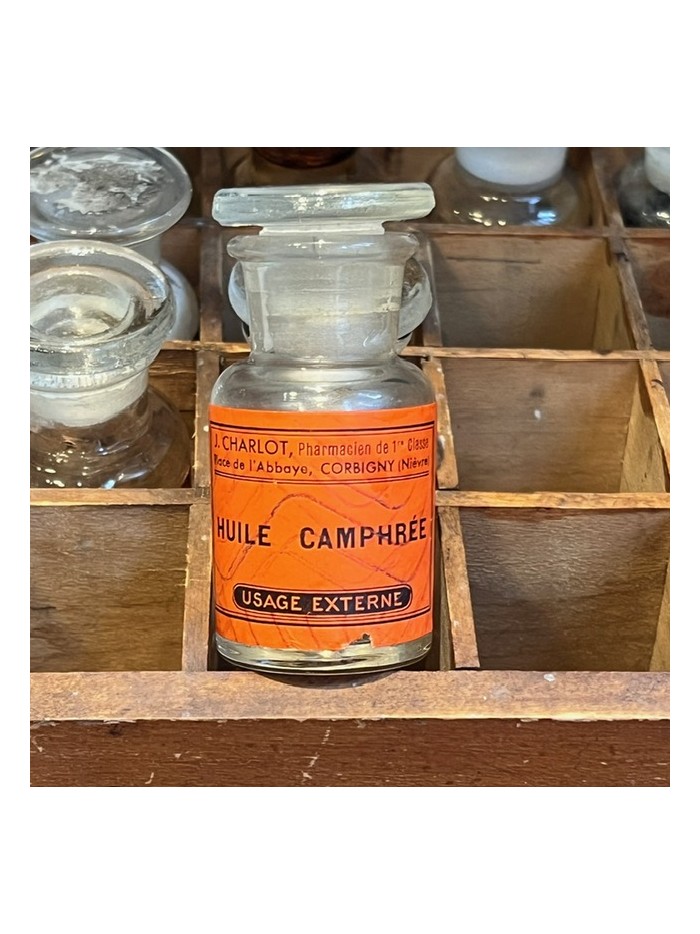 J. CHARLOT, Pharmacien de 1re Classe
Place de l'Abbaye, CORBIGNY (Nièvre)
HUILE CAMPHRÉE
USAGE EXTERNE